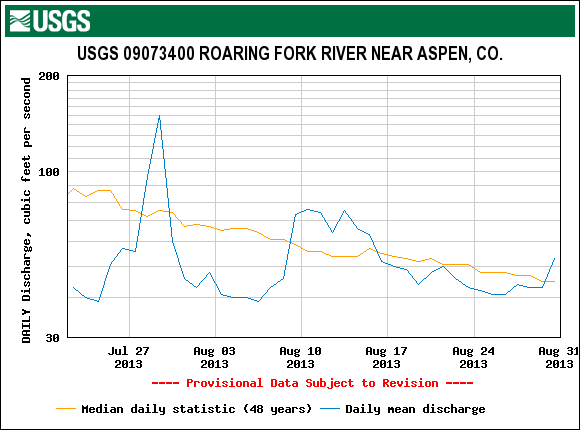 USGS
USGS 09073400 ROARING FORK RIVER NEAR ASPEN, CO.
200
100
30
DAILY Discharge, cubic feet per second
Jul 27 Aug 03 Aug 10 Aug 17 Aug 24 Aug 31
2013 2013 2013 2013 2013 2013
---- Provisional Data Subject to Revision ----
Median daily statistic (48 years) Daily mean discharge